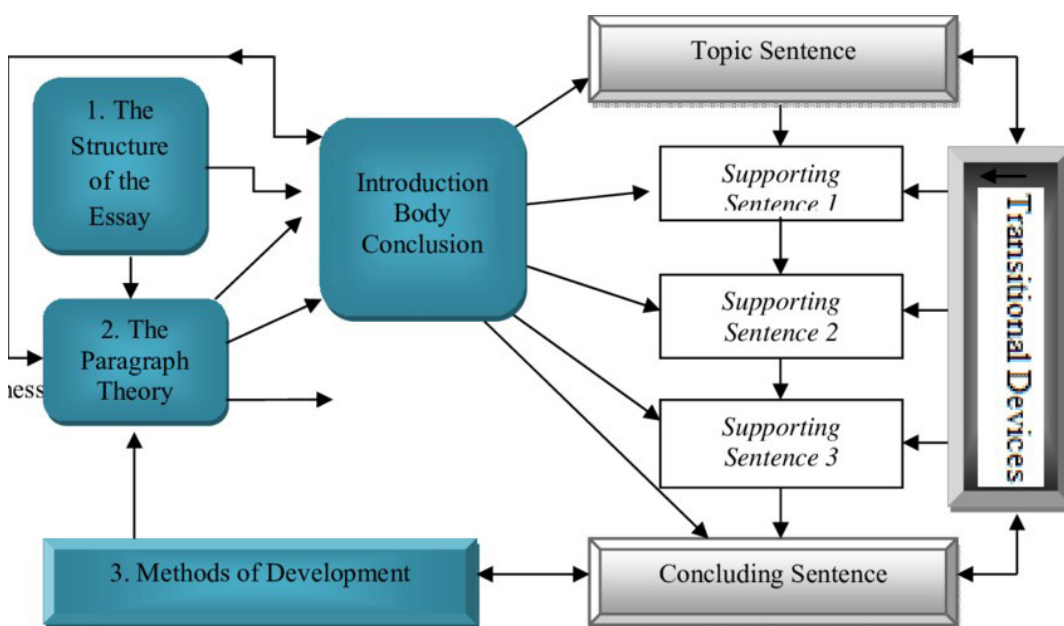 Topic Sentence
1. The
Structure
of the
Essay
Introduction
Body
Conclusion
Supporting
Sentence 1
Transitional Devices
2. The
Paragraph
Theory
ness
Supporting
Sentence 2
Supporting
Sentence 3
3. Methods of Development
Concluding Sentence